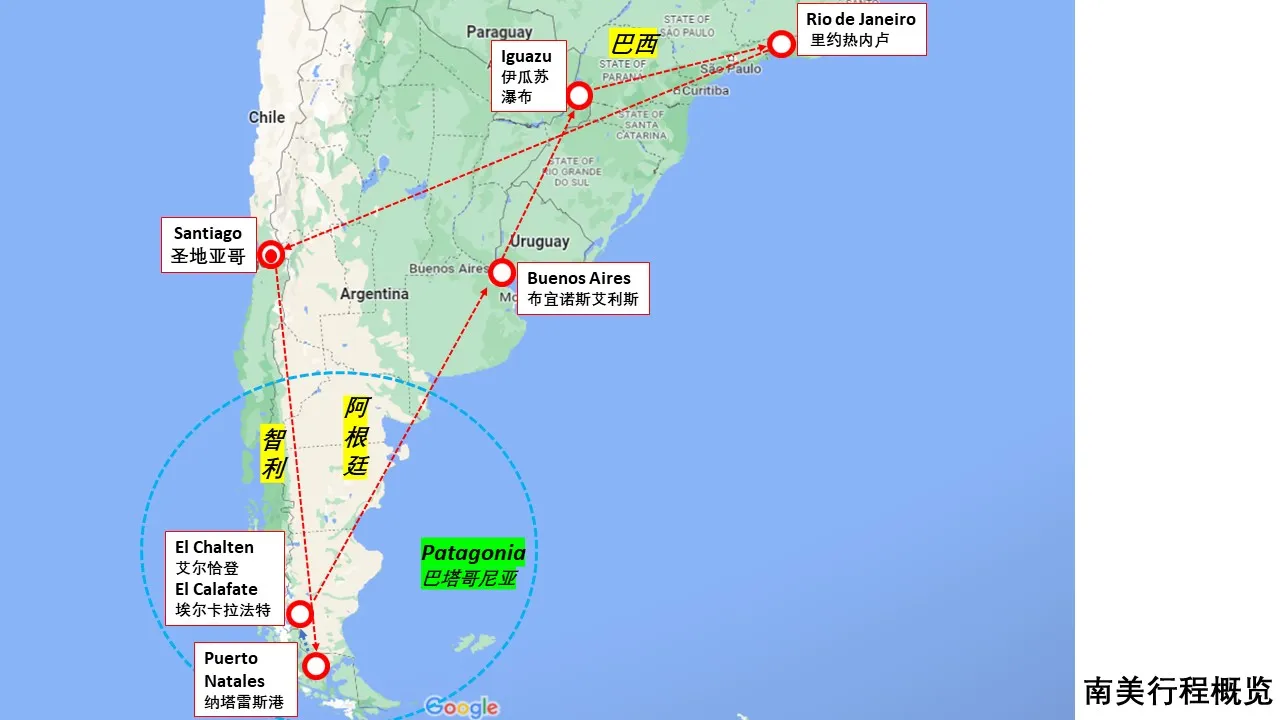 Rio de Janeiro
里约热内卢
STATE OF
SÃO PAULO
Paraguay
巴西
Iguazu
伊瓜苏
瀑布
STATE OF
PARANA
São Paulo
Curitiba
Chile
STATE OF
SANTA
CATARINA
STATE OF
RIO GRANDE
DO SUL
Santiago
圣地亚哥
Uruguay
Buenos Aires
Buenos Aires
布宜诺斯艾利斯
Mo
Argentina
阿
根
廷
智
利
El Chalten
艾尔恰登
El Calafate
埃尔卡拉法特
Patagonia
巴塔哥尼亚
Puerto
Natales
纳塔雷斯港
Google
南美行程概览